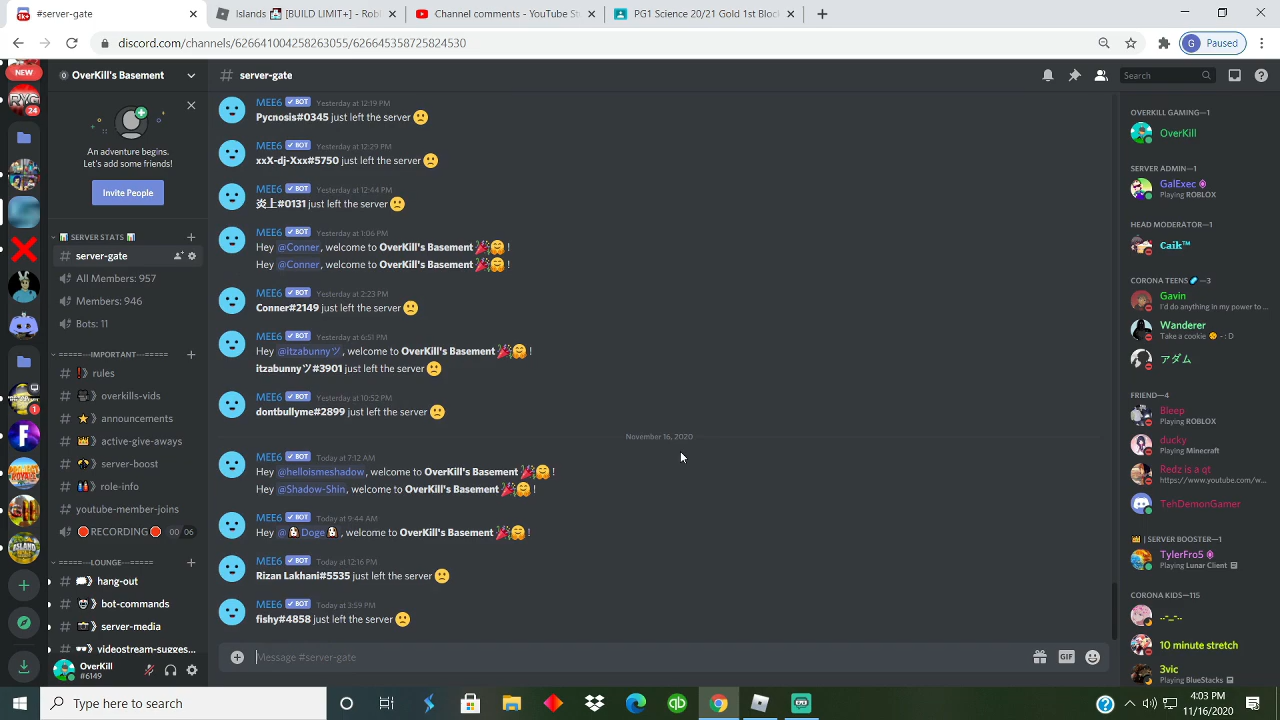 1k+
#server-gate
Islands [BUILD LIMIT+] - Robl
Channel comments - YouTube St
PG1 Science 20/21 Gold 1st Block
discord.com/channels/626641004258263055/626645358725824530
G Paused
NEW
0 OverKill's Basement
# server-gate
Search
24
1
An adventure begins.
Let's add some friends!
Invite People
📊 SERVER STATS 📊
server-gate
All Members: 957
Members: 946
Bots: 11
======-IMPORTANT-=====
❗》rules
》overkills-vids
⭐》announcements
👑》active-give-aways
》server-boost
》role-info
youtube-member-joins
🛑 RECORDING 🛑 00 06
======-LOUNGE-=====
》hang-out
》bot-commands
》server-media
🕶》videostream-sugges...
OverKill
#6149
MEE6 ✓ BOT Yesterday at 12:19 PM
Pycnosis#0345 just left the server 🙁
MEE6 ✓ BOT Yesterday at 12:29 PM
xxX-dj-Xxx#5750 just left the server 🙁
MEE6 ✓ BOT Yesterday at 12:44 PM
炎上#0131 just left the server 🙁
MEE6 ✓ BOT Yesterday at 1:06 PM
Hey @Conner, welcome to OverKill's Basement 🎉🤗 !
Hey @Conner, welcome to OverKill's Basement 🎉🤗 !
MEE6 ✓ BOT Yesterday at 2:23 PM
Conner#2149 just left the server 🙁
MEE6 ✓ BOT Yesterday at 6:51 PM
Hey @itzabunnyツ, welcome to OverKill's Basement 🎉🤗 !
itzabunnyツ#3901 just left the server 🙁
MEE6 ✓ BOT Yesterday at 10:52 PM
dontbullyme#2899 just left the server 🙁
November 16, 2020
MEE6 ✓ BOT Today at 7:12 AM
Hey @helloismeshadow, welcome to OverKill's Basement 🎉🤗 !
Hey @Shadow-Shin, welcome to OverKill's Basement 🎉🤗 !
MEE6 ✓ BOT Today at 9:44 AM
Hey @🐶Doge🐶, welcome to OverKill's Basement 🎉🤗 !
MEE6 ✓ BOT Today at 12:16 PM
Rizan Lakhani#5535 just left the server 🙁
MEE6 ✓ BOT Today at 3:59 PM
fishy#4858 just left the server 🙁
Message #server-gate
GIF
OVERKILL GAMING—1
OverKill
SERVER ADMIN—1
GalExec
Playing ROBLOX
HEAD MODERATOR—1
Caik™
CORONA TEENS—3
Gavin
I'd do anything in my power to ...
Wanderer
Take a cookie 🍪 - : D
アダム
FRIEND—4
Bleep
Playing ROBLOX
ducky
Playing Minecraft
Redz is a qt
https://www.youtube.com/w...
TehDemonGamer
👑 | SERVER BOOSTER—1
TylerFro5
Playing Lunar Client
CORONA KIDS—115
..-_-..
10 minute stretch
3vic
Playing BlueStacks
Type here to search
4:03 PM
11/16/2020